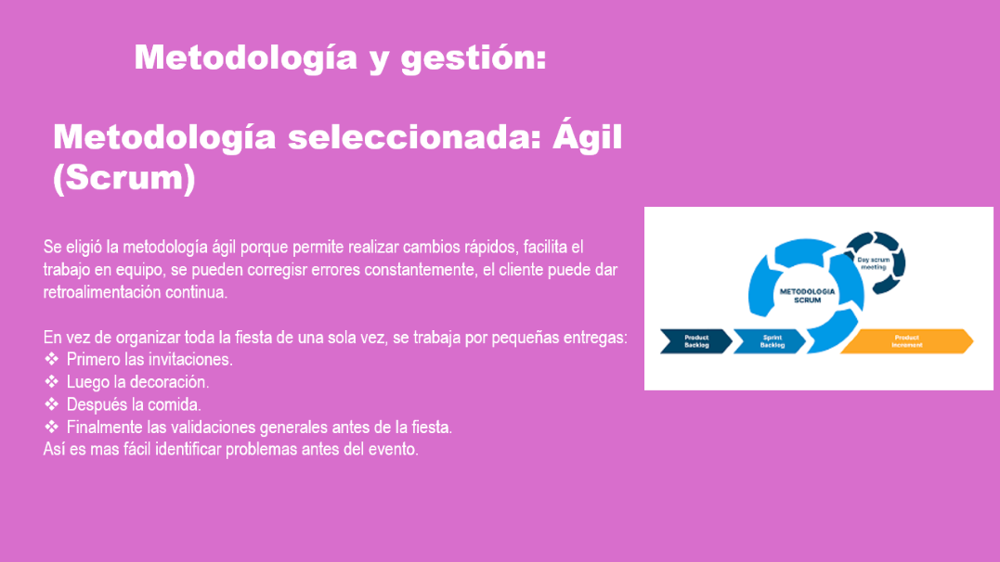 Metodología y gestión:
Metodología seleccionada: Ágil
(Scrum)
Se eligió la metodología ágil porque permite realizar cambios rápidos, facilita el
trabajo en equipo, se pueden corregisr errores constantemente, el cliente puede dar
retroalimentación continua.
En vez de organizar toda la fiesta de una sola vez, se trabaja por pequeñas entregas:
❖ Primero las invitaciones.
❖ Luego la decoración.
❖ Después la comida.
❖ Finalmente las validaciones generales antes de la fiesta.
Así es mas fácil identificar problemas antes del evento.
Day scrum
meeting
METODOLOGIA
SCRUM
Product
Backlog
Sprint
Backlog
Product
Increment